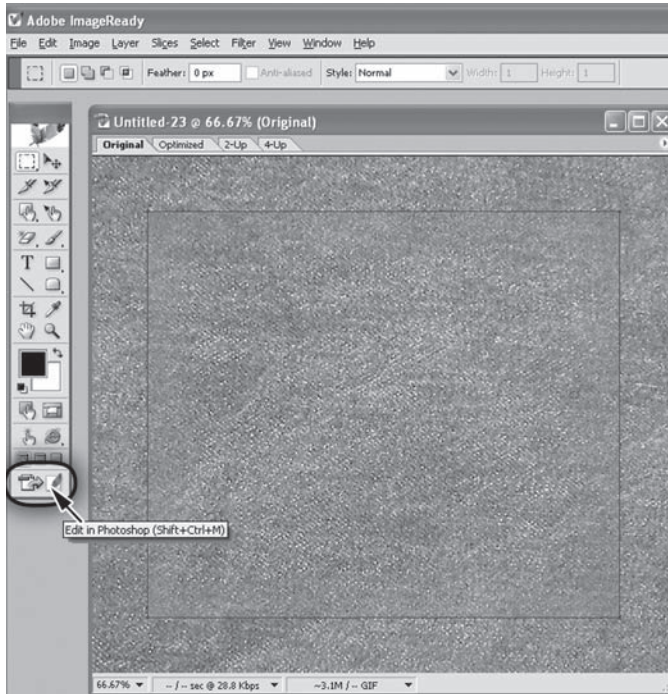 Adobe ImageReady
File Edit Image Layer Slices Select Filter View Window Help
Feather: 0 px Anti-aliased Style: Normal Width: 1 Height: 1
Untitled-23 @ 66.67% (Original)
Original Optimized 2-Up 4-Up
T
Edit in Photoshop (Shift+Ctrl+M)
66.67% -- / -- sec @ 28.8 Kbps ~3.1M / -- GIF